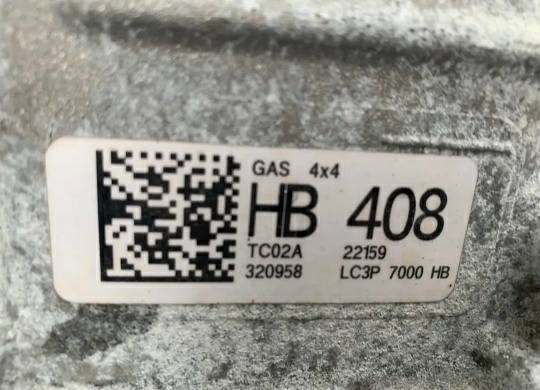 GAS 4x4
HB 408
TC02A 22159
320958 LC3P 7000 HB